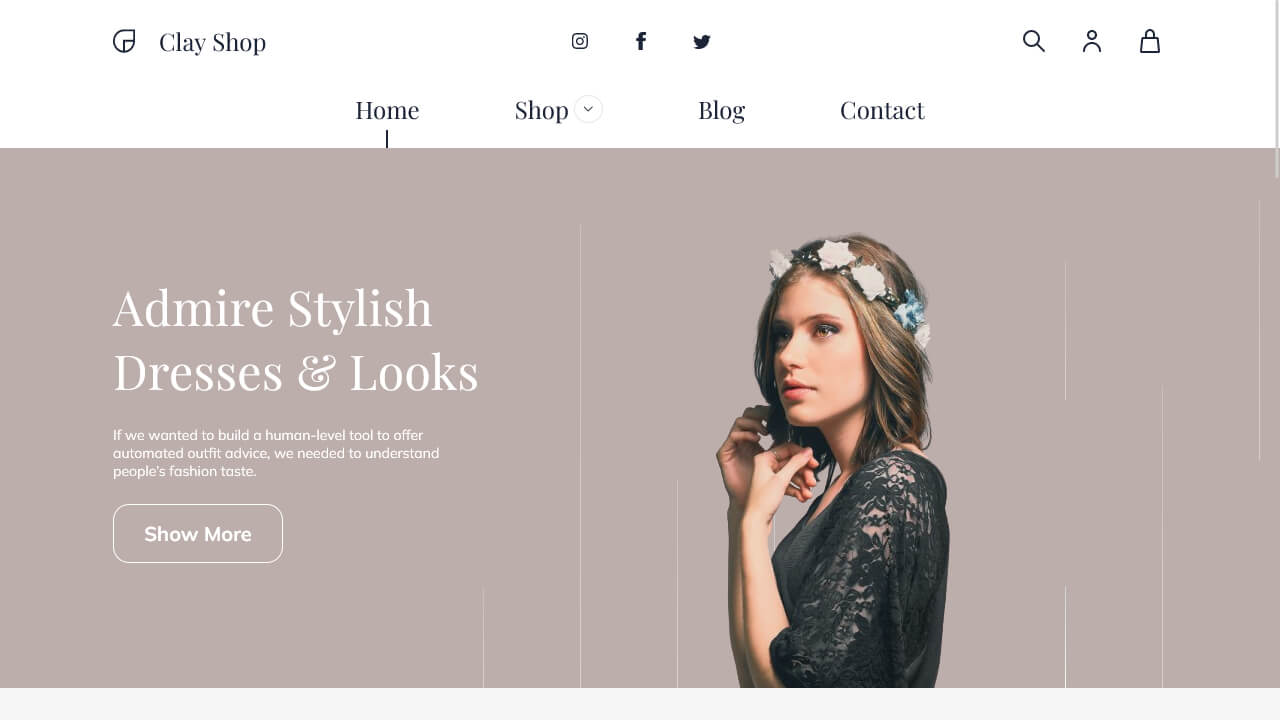 Clay Shop
Home
Shop
Blog
Contact
Admire Stylish
Dresses & Looks
If we wanted to build a human-level tool to offer
automated outfit advice, we needed to understand
people's fashion taste.
Show More